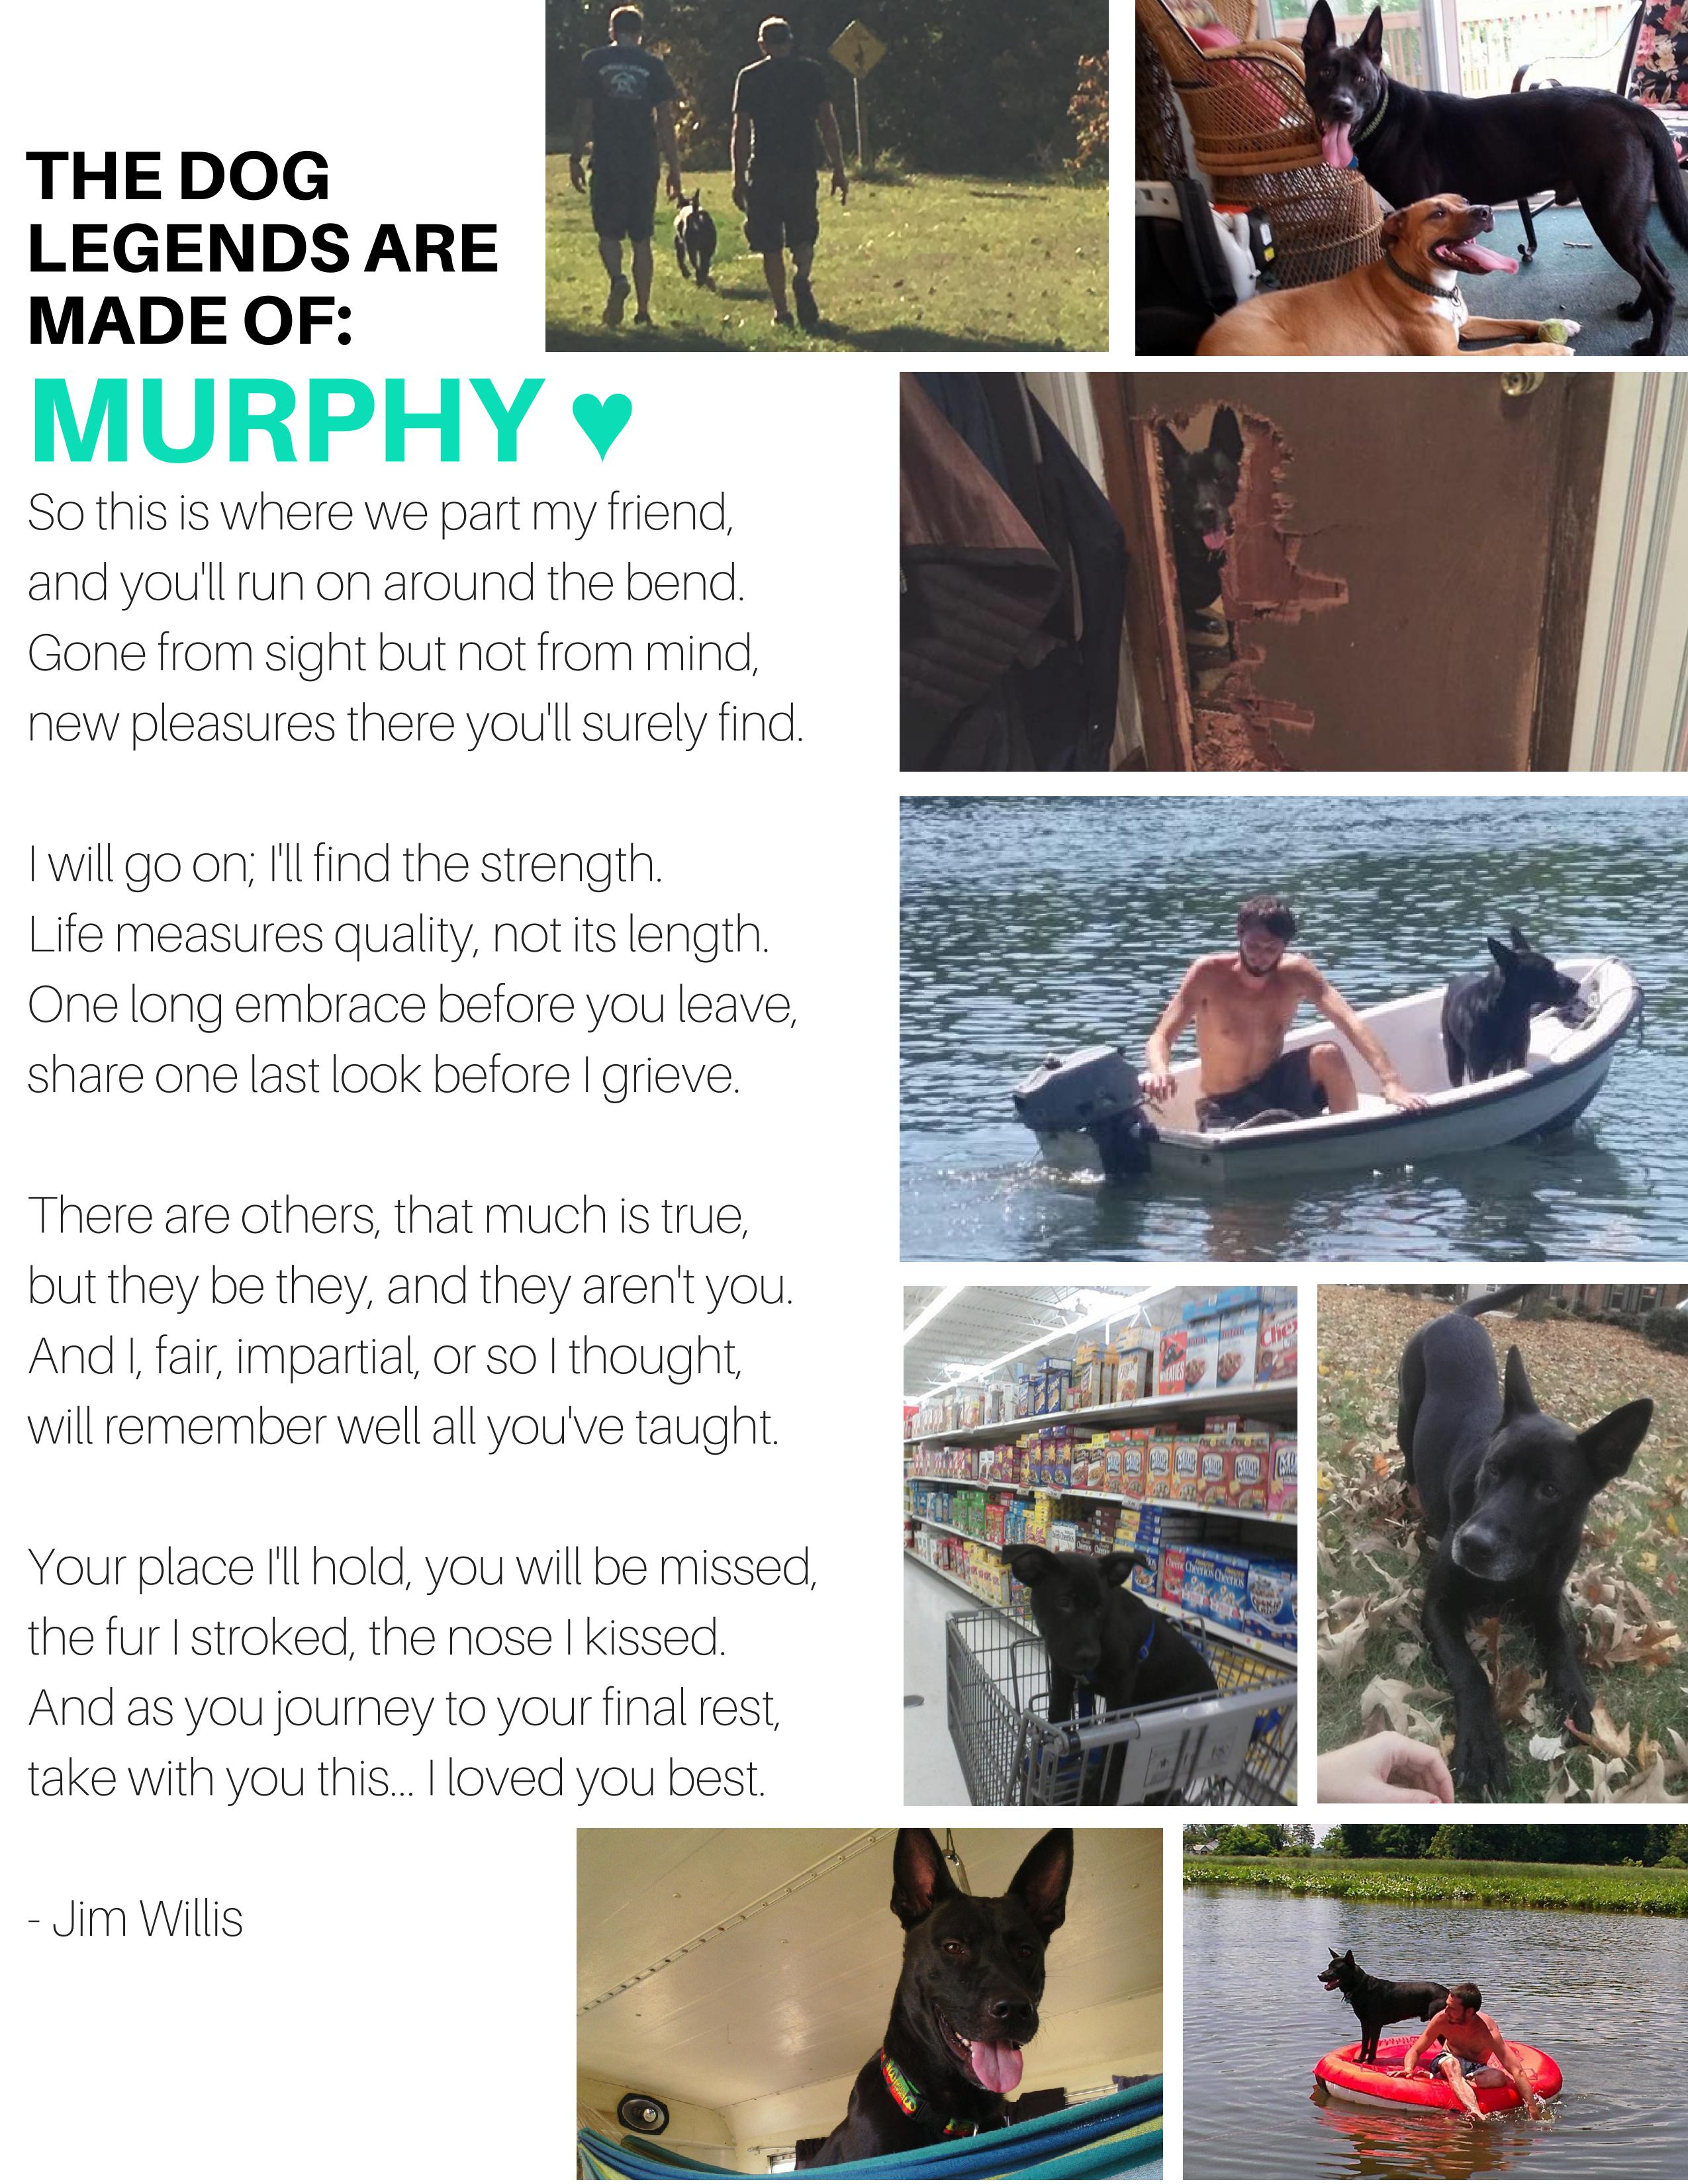 THE DOG
LEGENDS ARE
MADE OF:
MURPHY ♥
So this is where we part my friend,
and you'll run on around the bend.
Gone from sight but not from mind,
new pleasures there you'll surely find.
I will go on; I'll find the strength.
Life measures quality, not its length.
One long embrace before you leave,
share one last look before I grieve.
There are others, that much is true,
but they be they, and they aren't you.
And I, fair, impartial, or so I thought,
will remember well all you've taught.
Your place I'll hold, you will be missed,
the fur I stroked, the nose I kissed.
And as you journey to your final rest,
take with you this... I loved you best.
- Jim Willis
WHEATIES
Chex
Cheerios Cheerios